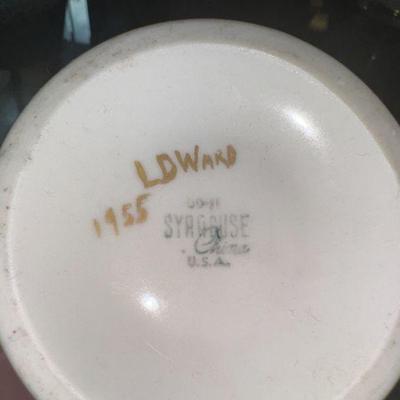 LDWARD
1955
SYRACUSE
China
U.S.A.